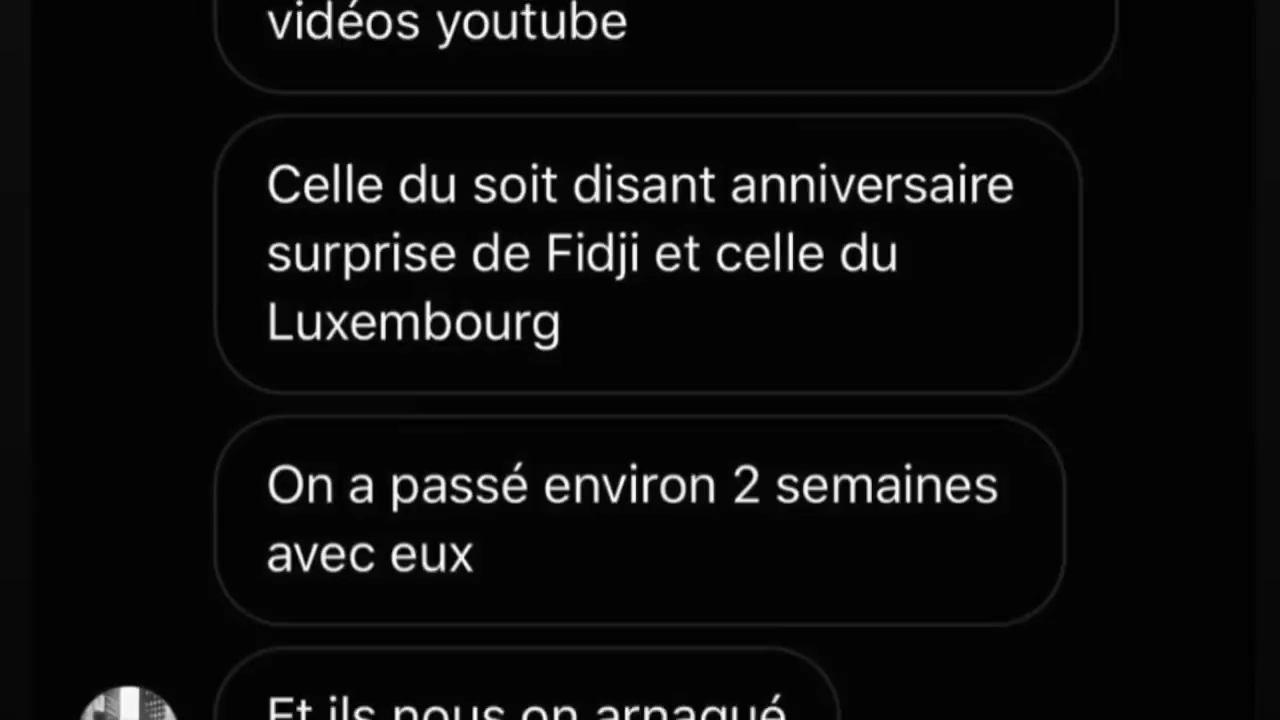 vidéos youtube
Celle du soit disant anniversaire
surprise de Fidji et celle du
Luxembourg
On a passé environ 2 semaines
avec eux
Et ils nous on arnaqué